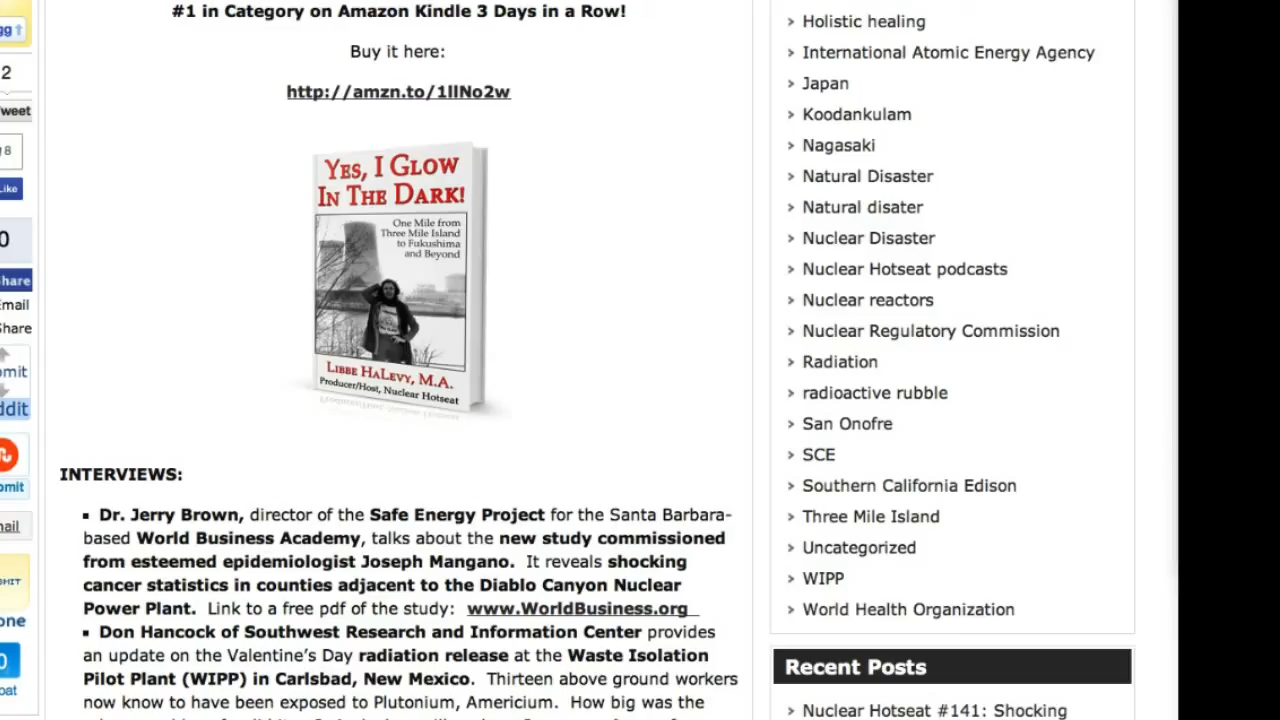 #1 in Category on Amazon Kindle 3 Days in a Row!
Buy it here:
http://amzn.to/1llNo2w
YES, I GLOW
IN THE DARK!
One Mile from
Three Mile Island
to Fukushima
and Beyond
LIBBE HALEVY, M.A.
Producer/Host, Nuclear Hotseat
INTERVIEWS:
▪ Dr. Jerry Brown, director of the Safe Energy Project for the Santa Barbara-
based World Business Academy, talks about the new study commissioned
from esteemed epidemiologist Joseph Mangano. It reveals shocking
cancer statistics in counties adjacent to the Diablo Canyon Nuclear
Power Plant. Link to a free pdf of the study: www.WorldBusiness.org
▪ Don Hancock of Southwest Research and Information Center provides
an update on the Valentine's Day radiation release at the Waste Isolation
Pilot Plant (WIPP) in Carlsbad, New Mexico. Thirteen above ground workers
now know to have been exposed to Plutonium, Americium. How big was the
Holistic healing
International Atomic Energy Agency
Japan
Koodankulam
Nagasaki
Natural Disaster
Natural disater
Nuclear Disaster
Nuclear Hotseat podcasts
Nuclear reactors
Nuclear Regulatory Commission
Radiation
radioactive rubble
San Onofre
SCE
Southern California Edison
Three Mile Island
Uncategorized
WIPP
World Health Organization
Recent Posts
Nuclear Hotseat #141: Shocking
gg
2
weet
8
Like
0
hare
Email
Share
mit
ddit
omit
nail
MIT
one
0
oat